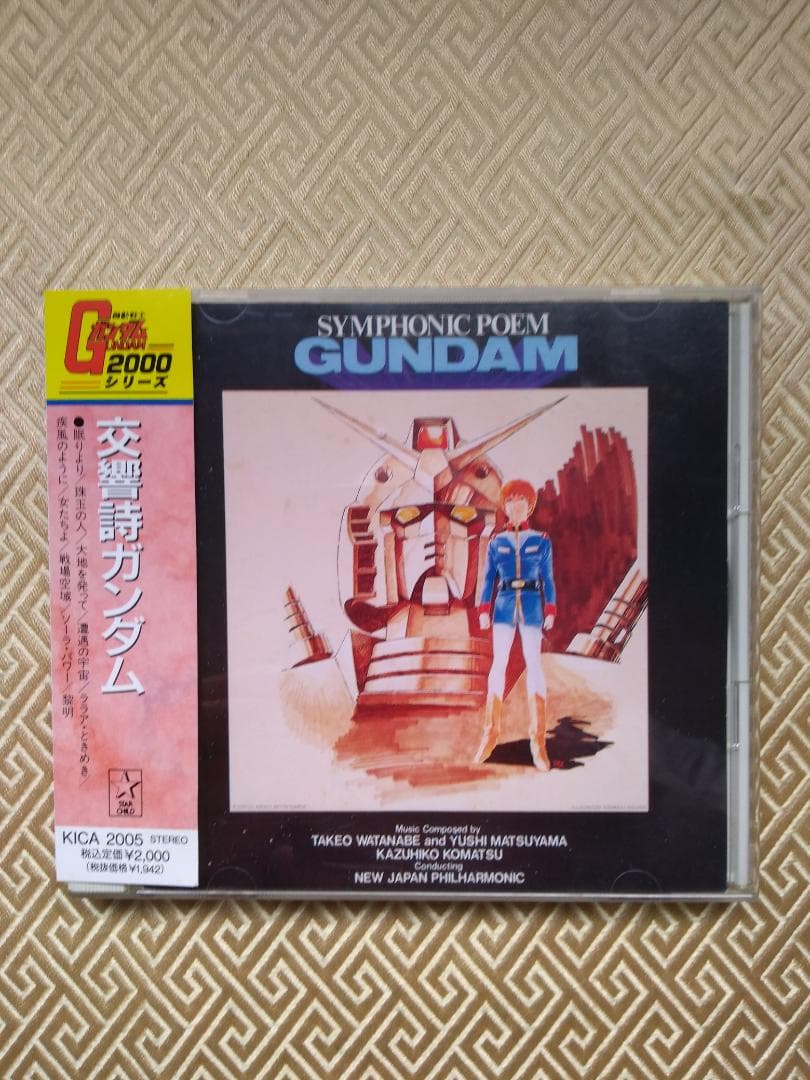 機動戦士
ガンダム
GUNDAM
2000
シリーズ
交響詩ガンダム
●眠りより／珠玉の人／大地を発って／遭遇の宇宙／ララァ・ときめき／
疾風のように／女たちよ／戦場空域／ソーラ・パワー／黎明
STAR
CHILD
KICA 2005 STEREO
税込定価¥2,000
(税抜価格¥1,942)
SYMPHONIC POEM
GUNDAM
Music Composed by
TAKEO WATANABE and YUSHI MATSUYAMA
KAZUHIKO KOMATSU
Conducting
NEW JAPAN PHILHARMONIC